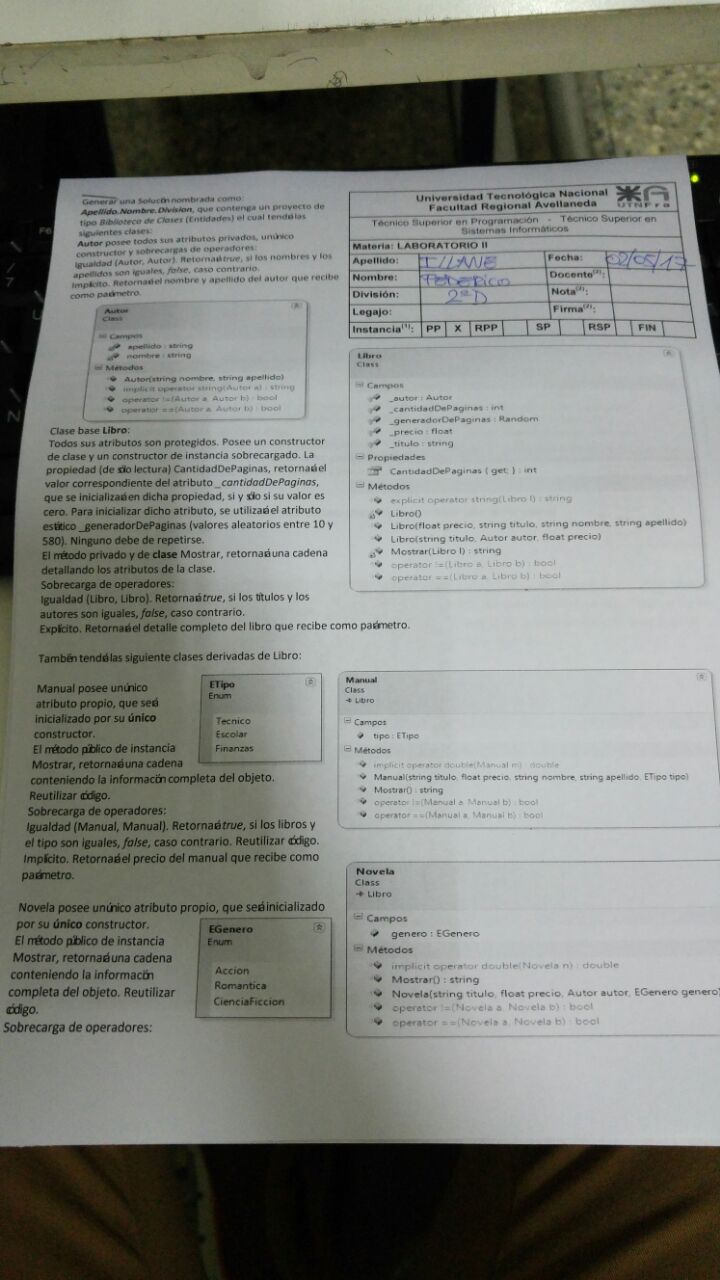 Generar una Solución nombrada como:
Apellido.Nombre.Division, que contenga un proyecto de
tipo Biblioteca de Clases (Entidades) el cual tendrá las
siguientes clases:
Autor posee todos sus atributos privados, un único
constructor y sobrecargas de operadores:
Igualdad (Autor, Autor). Retornará true, si los nombres y los
apellidos son iguales, false, caso contrario.
Implícito. Retornará el nombre y apellido del autor que recibe
como parámetro.
Universidad Tecnológica Nacional
Facultad Regional Avellaneda
UTNFra
Técnico Superior en Programación - Técnico Superior en
Sistemas Informáticos
Materia: LABORATORIO II
Apellido: ILLANE Fecha: 02/05/17
Nombre: FEDERICO Docente(2):
División: 2ºD Nota(2):
Legajo: Firma(2):
Instancia(1): PP X RPP SP RSP FIN
Autor
Class
Campos
apellido : string
nombre : string
Métodos
Autor(string nombre, string apellido)
implicit operator string(Autor a) : string
operator !=(Autor a, Autor b) : bool
operator ==(Autor a, Autor b) : bool
Clase base Libro:
Todos sus atributos son protegidos. Posee un constructor
de clase y un constructor de instancia sobrecargado. La
propiedad (de sólo lectura) CantidadDePaginas, retornará el
valor correspondiente del atributo _cantidadDePaginas,
que se inicializará en dicha propiedad, si y sólo si su valor es
cero. Para inicializar dicho atributo, se utilizará el atributo
estático _generadorDePaginas (valores aleatorios entre 10 y
580). Ninguno debe de repetirse.
El método privado y de clase Mostrar, retornará una cadena
detallando los atributos de la clase.
Sobrecarga de operadores:
Igualdad (Libro, Libro). Retornará true, si los títulos y los
autores son iguales, false, caso contrario.
Explícito. Retornará el detalle completo del libro que recibe como parámetro.
Libro
Class
Campos
_autor : Autor
_cantidadDePaginas : int
_generadorDePaginas : Random
_precio : float
_titulo : string
Propiedades
CantidadDePaginas { get; } : int
Métodos
explicit operator string(Libro l) : string
Libro()
Libro(float precio, string titulo, string nombre, string apellido)
Libro(string titulo, Autor autor, float precio)
Mostrar(Libro l) : string
operator !=(Libro a, Libro b) : bool
operator ==(Libro a, Libro b) : bool
También tendrá las siguiente clases derivadas de Libro:
Manual posee un único
atributo propio, que será
inicializado por su único
constructor.
El método público de instancia
Mostrar, retornará una cadena
conteniendo la información completa del objeto.
Reutilizar código.
Sobrecarga de operadores:
Igualdad (Manual, Manual). Retornará true, si los libros y
el tipo son iguales, false, caso contrario. Reutilizar código.
Implícito. Retornará el precio del manual que recibe como
parámetro.
ETipo
Enum
Tecnico
Escolar
Finanzas
Manual
Class
Libro
Campos
tipo : ETipo
Métodos
implicit operator double(Manual m) : double
Manual(string titulo, float precio, string nombre, string apellido, ETipo tipo)
Mostrar() : string
operator !=(Manual a, Manual b) : bool
operator ==(Manual a, Manual b) : bool
Novela posee un único atributo propio, que será inicializado
por su único constructor.
El método público de instancia
Mostrar, retornará una cadena
conteniendo la información
completa del objeto. Reutilizar
código.
Sobrecarga de operadores:
EGenero
Enum
Accion
Romantica
CienciaFiccion
Novela
Class
Libro
Campos
genero : EGenero
Métodos
implicit operator double(Novela n) : double
Mostrar() : string
Novela(string titulo, float precio, Autor autor, EGenero genero)
operator !=(Novela a, Novela b) : bool
operator ==(Novela a, Novela b) : bool